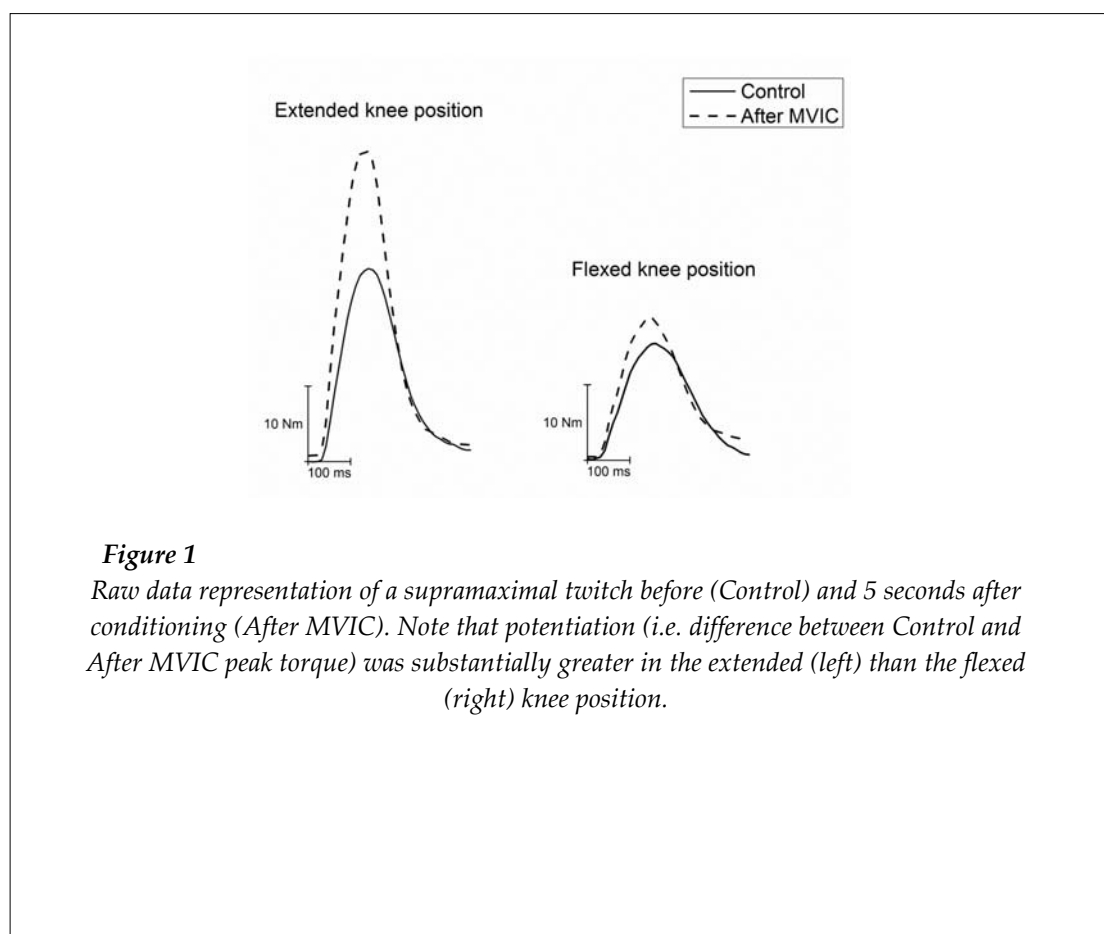 Control
After MVIC
Extended knee position
Flexed knee position
10 Nm
100 ms
10 Nm
100 ms
Figure 1
Raw data representation of a supramaximal twitch before (Control) and 5 seconds after
conditioning (After MVIC). Note that potentiation (i.e. difference between Control and
After MVIC peak torque) was substantially greater in the extended (left) than the flexed
(right) knee position.